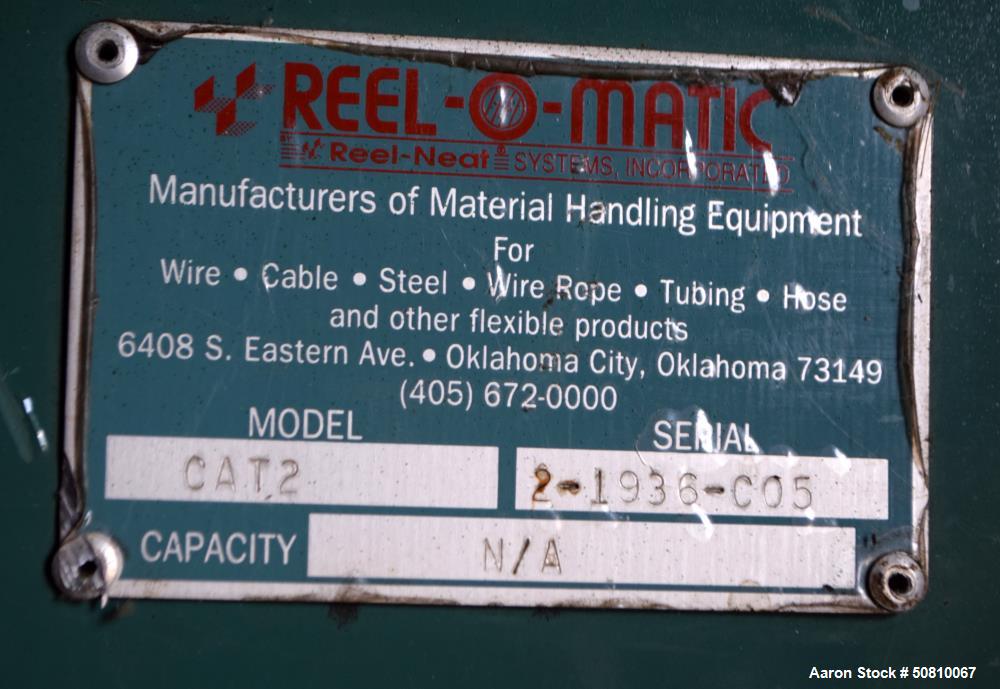 REEL-O-MATIC
Reel-Neat SYSTEMS, INCORPORATED
Manufacturers of Material Handling Equipment
For
Wire • Cable • Steel • Wire Rope • Tubing • Hose
and other flexible products
6408 S. Eastern Ave. • Oklahoma City, Oklahoma 73149
(405) 672-0000
MODEL SERIAL
CAT2 2-1936-C05
CAPACITY N/A
Aaron Stock # 50810067